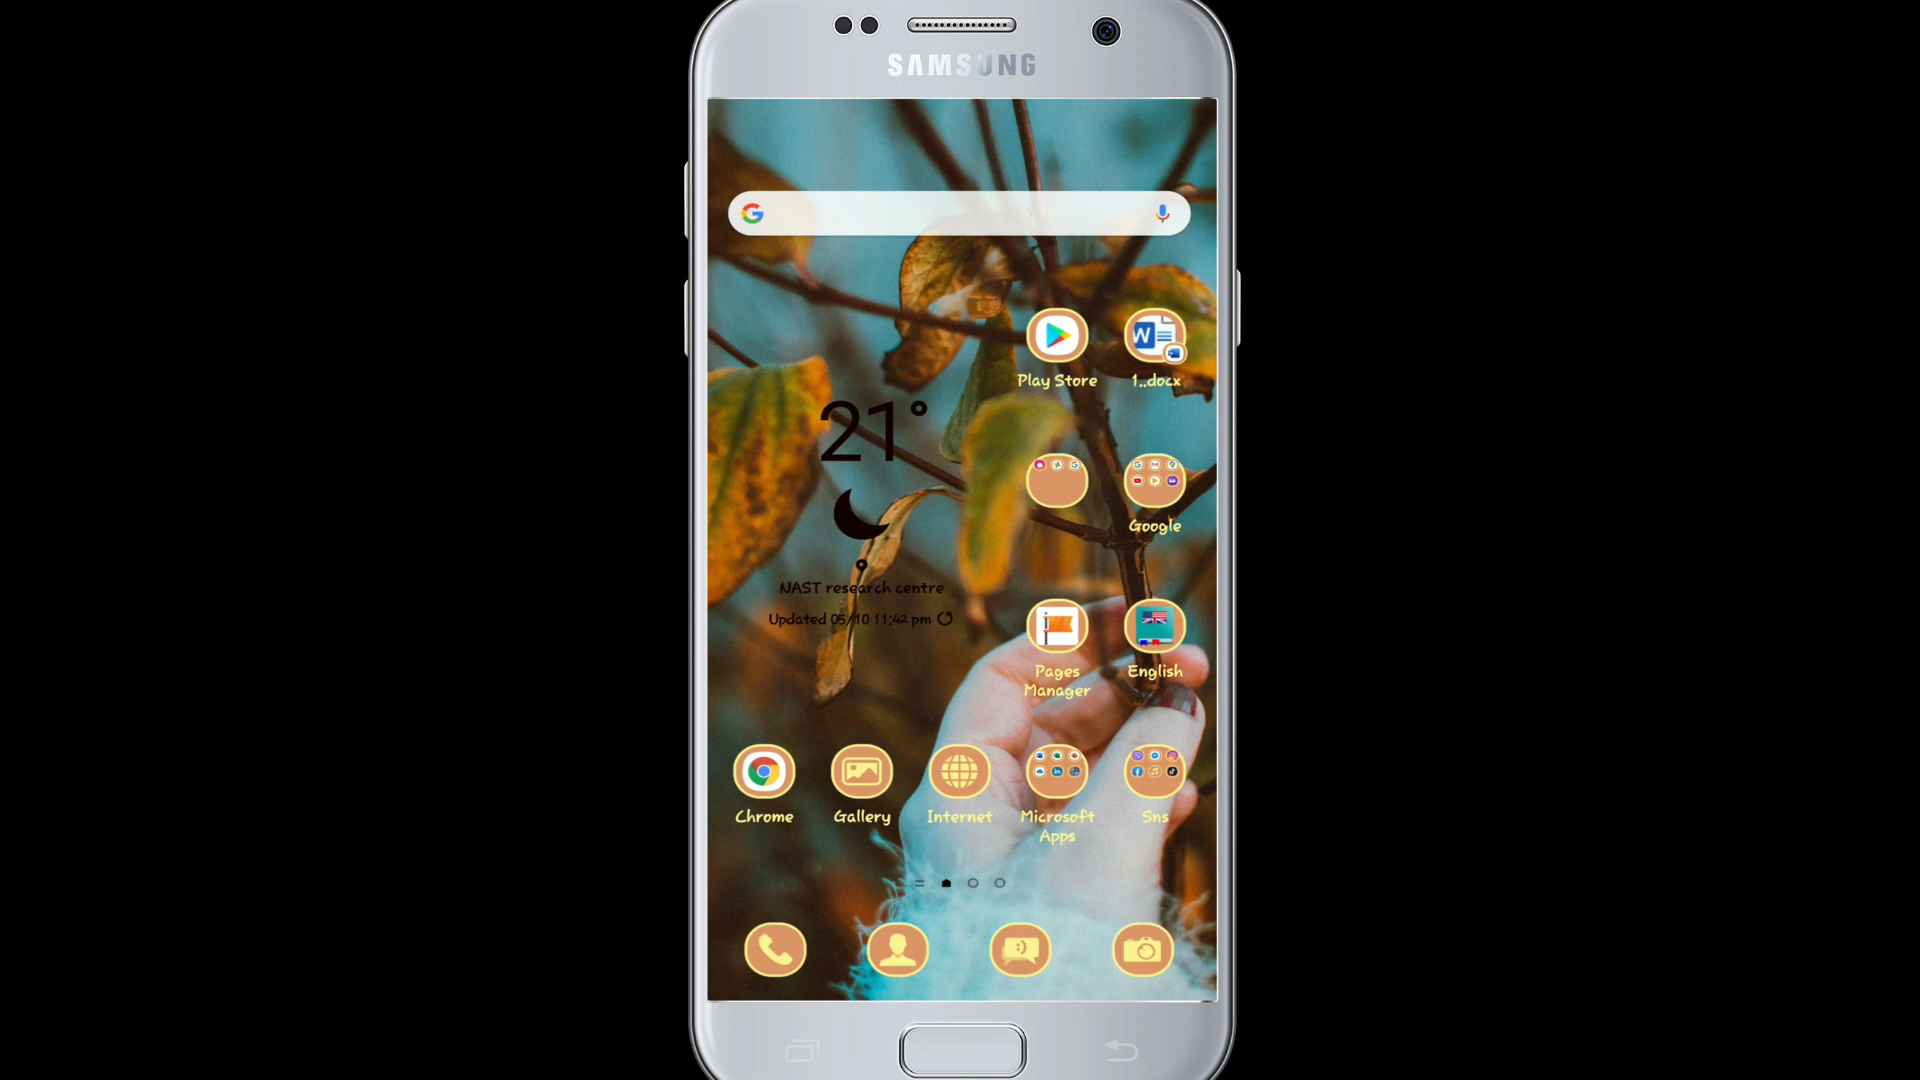 SAMSUNG
Play Store
1..docx
21°
Google
NAST research centre
Updated 05/10 11:42 pm
Pages
Manager
English
Chrome
Gallery
Internet
Microsoft
Apps
Sns